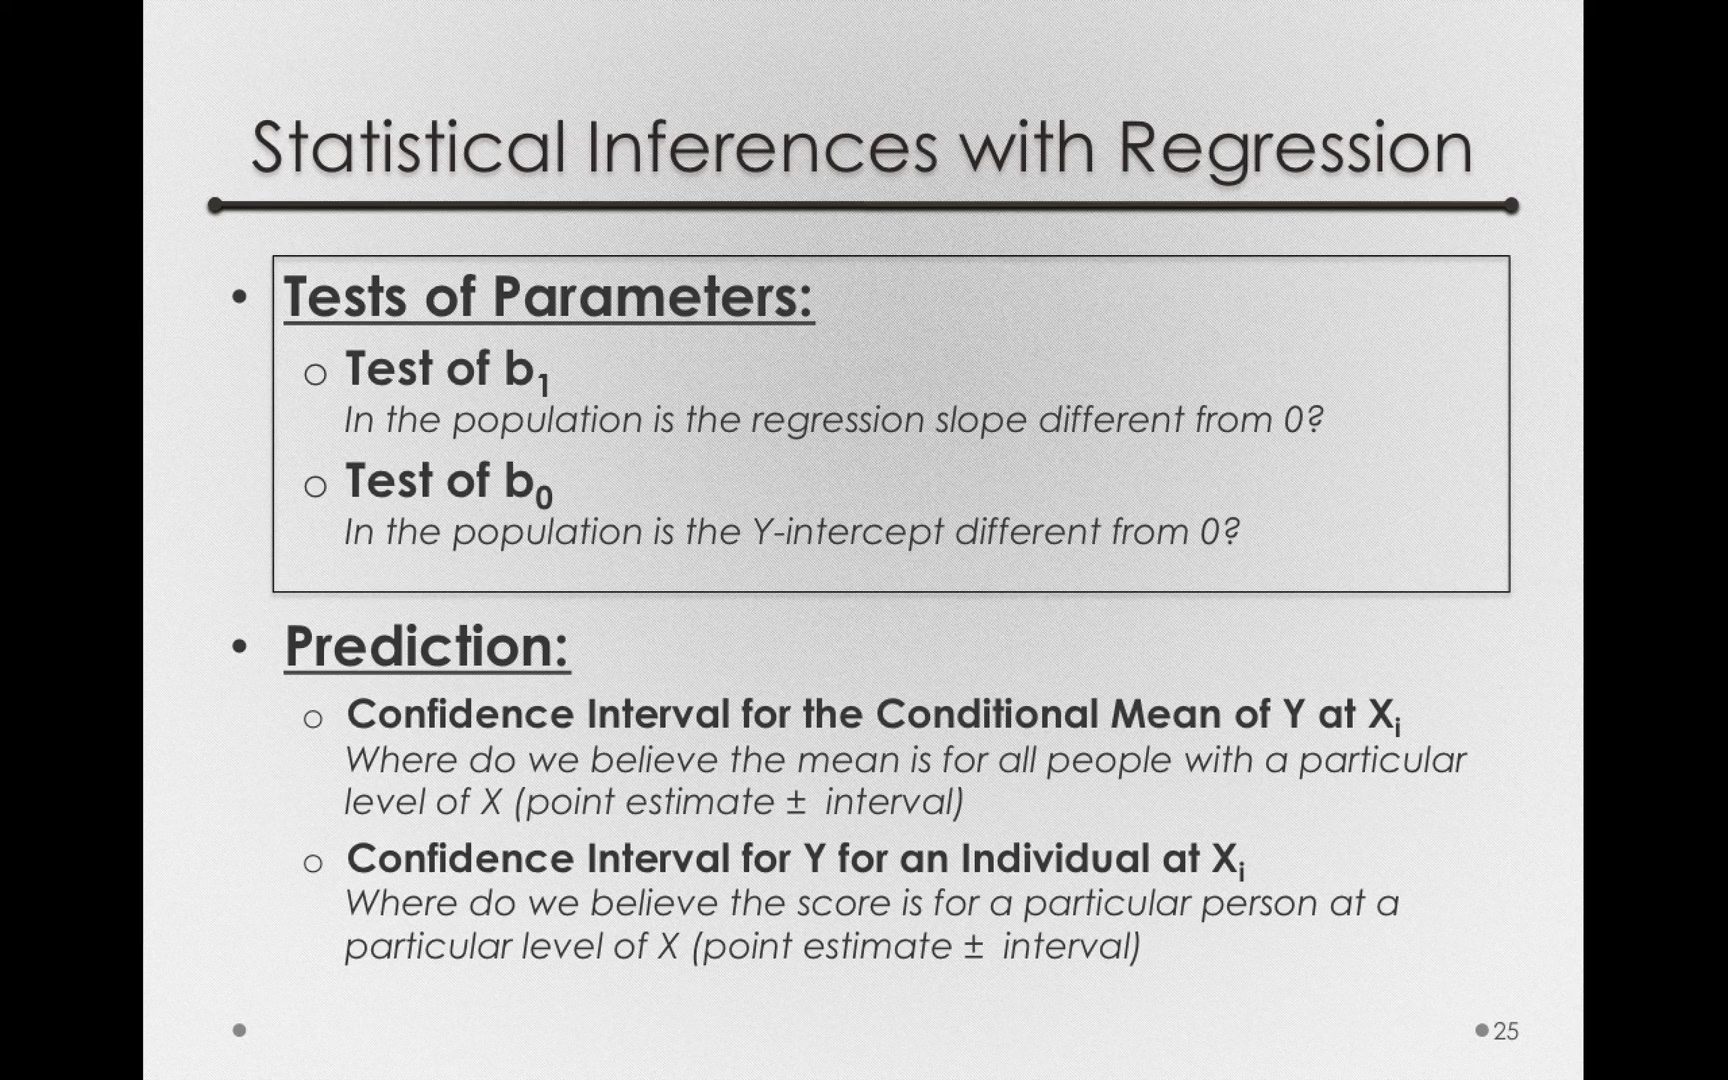 Statistical Inferences with Regression
• Tests of Parameters:
o Test of b₁
In the population is the regression slope different from 0?
o Test of b₀
In the population is the Y-intercept different from 0?
• Prediction:
o Confidence Interval for the Conditional Mean of Y at Xᵢ
Where do we believe the mean is for all people with a particular
level of X (point estimate ± interval)
o Confidence Interval for Y for an Individual at Xᵢ
Where do we believe the score is for a particular person at a
particular level of X (point estimate ± interval)
25